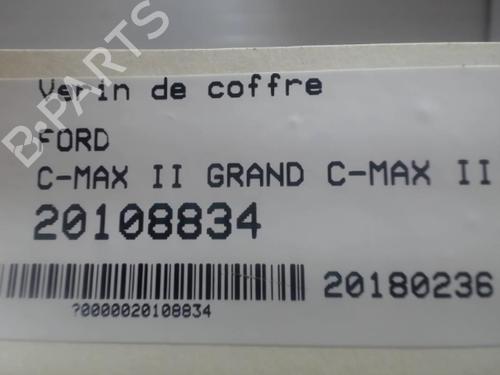 B-PARTS
Verin de coffre
FORD
C-MAX II GRAND C-MAX II
20108834
20180236
?0000020108834